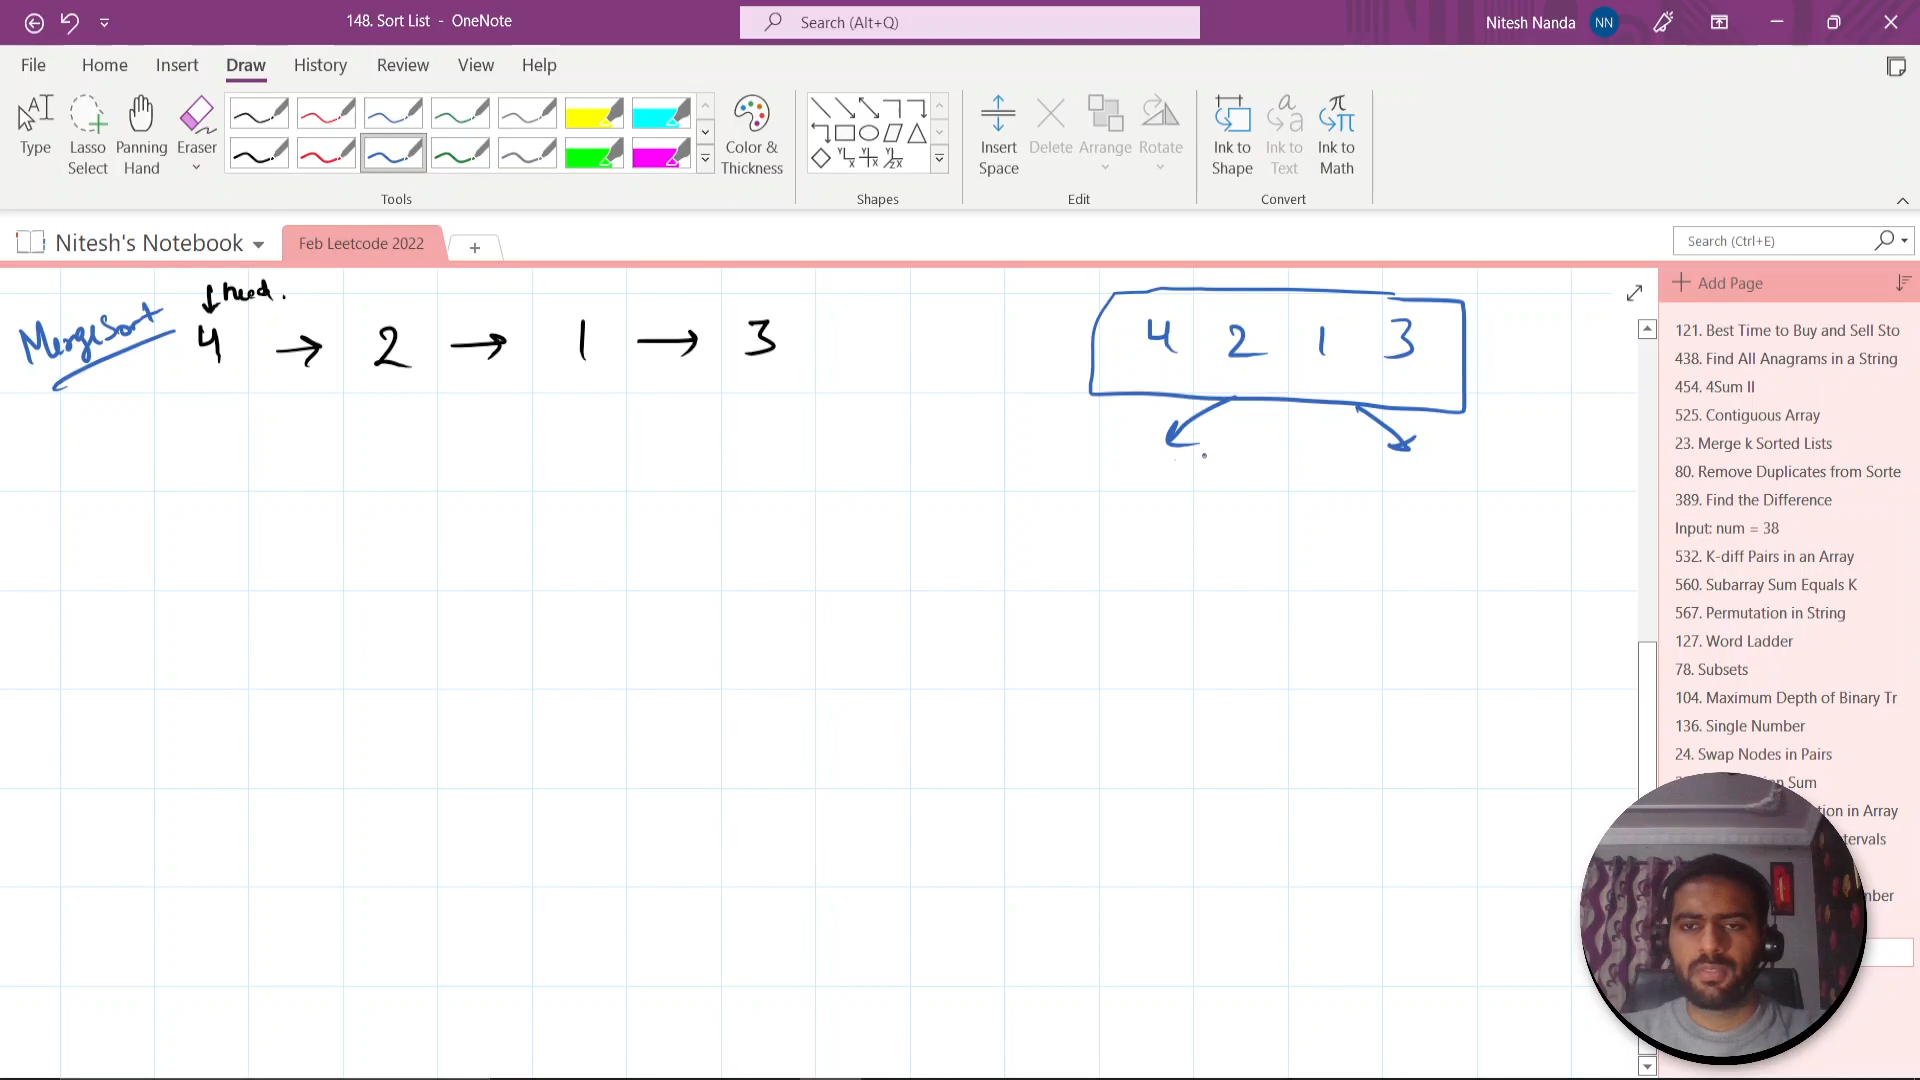 148. Sort List - OneNote
Search (Alt+Q)
Nitesh Nanda
NN
File Home Insert Draw History Review View Help
Type
Lasso Select
Panning Hand
Eraser
Color & Thickness
Insert Space
Delete
Arrange
Rotate
Ink to Shape
Ink to Text
Ink to Math
Tools
Shapes
Edit
Convert
Nitesh's Notebook
Feb Leetcode 2022
Search (Ctrl+E)
Add Page
head.
MergeSort
4 → 2 → 1 → 3
4 2 1 3
121. Best Time to Buy and Sell Sto
438. Find All Anagrams in a String
454. 4Sum II
525. Contiguous Array
23. Merge k Sorted Lists
80. Remove Duplicates from Sorte
389. Find the Difference
Input: num = 38
532. K-diff Pairs in an Array
560. Subarray Sum Equals K
567. Permutation in String
127. Word Ladder
78. Subsets
104. Maximum Depth of Binary Tr
136. Single Number
24. Swap Nodes in Pairs
Sum
in Array